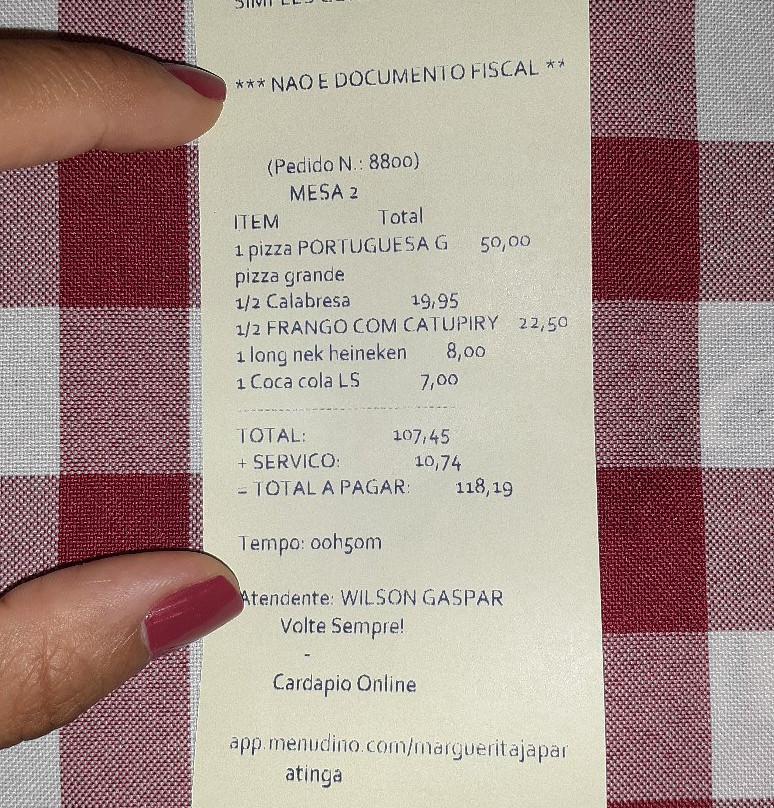 *** NAO E DOCUMENTO FISCAL **
(Pedido N.: 8800)
MESA 2
ITEM Total
1 pizza PORTUGUESA G 50,00
pizza grande
1/2 Calabresa 19,95
1/2 FRANGO COM CATUPIRY 22,50
1 long nek heineken 8,00
1 Coca cola LS 7,00
TOTAL: 107,45
+ SERVICO: 10,74
= TOTAL A PAGAR: 118,19
Tempo: 00h50m
Atendente: WILSON GASPAR
Volte Sempre!
-
Cardapio Online
app.menudino.com/margueritajapar
atinga